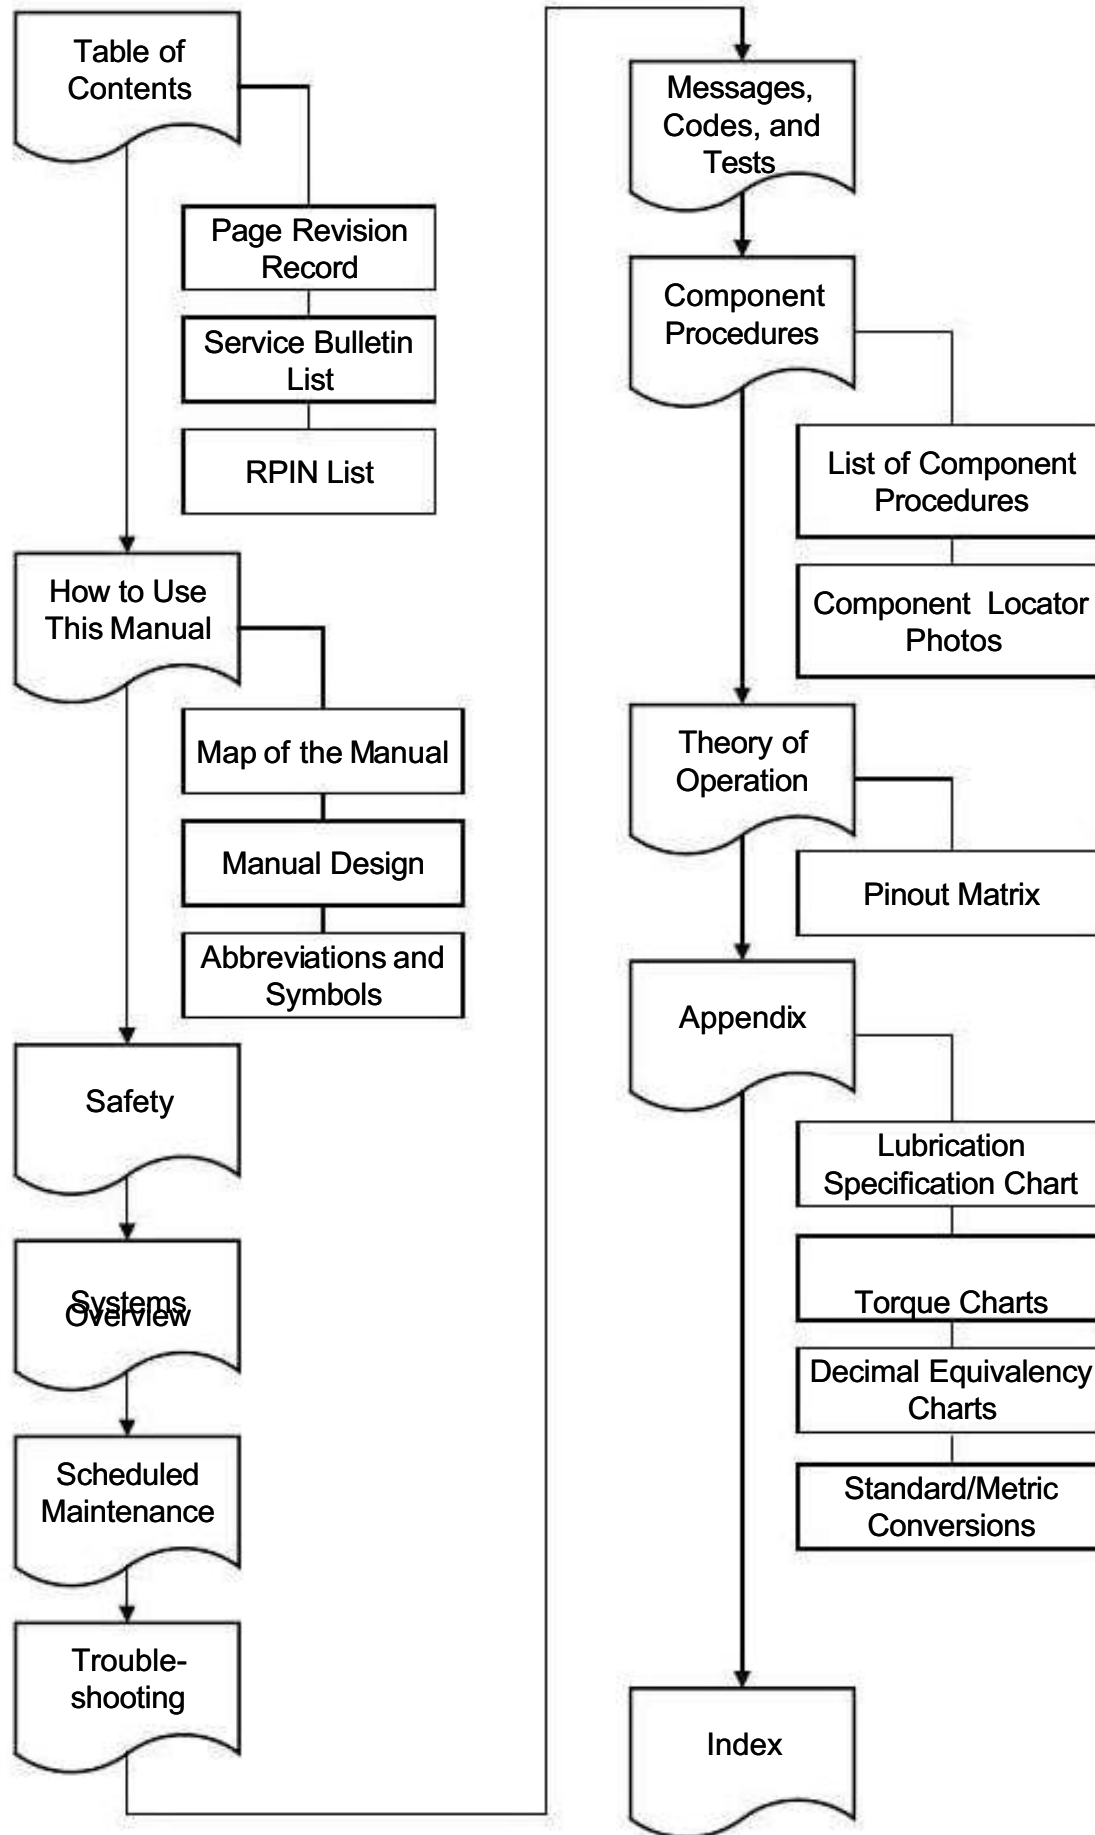 Table of
Contents
Page Revision
Record
Service Bulletin
List
RPIN List
How to Use
This Manual
Map of the Manual
Manual Design
Abbreviations and
Symbols
Safety
Systems
Overview
Scheduled
Maintenance
Trouble-
shooting
Messages,
Codes, and
Tests
Component
Procedures
List of Component
Procedures
Component Locator
Photos
Theory of
Operation
Pinout Matrix
Appendix
Lubrication
Specification Chart
Torque Charts
Decimal Equivalency
Charts
Standard/Metric
Conversions
Index